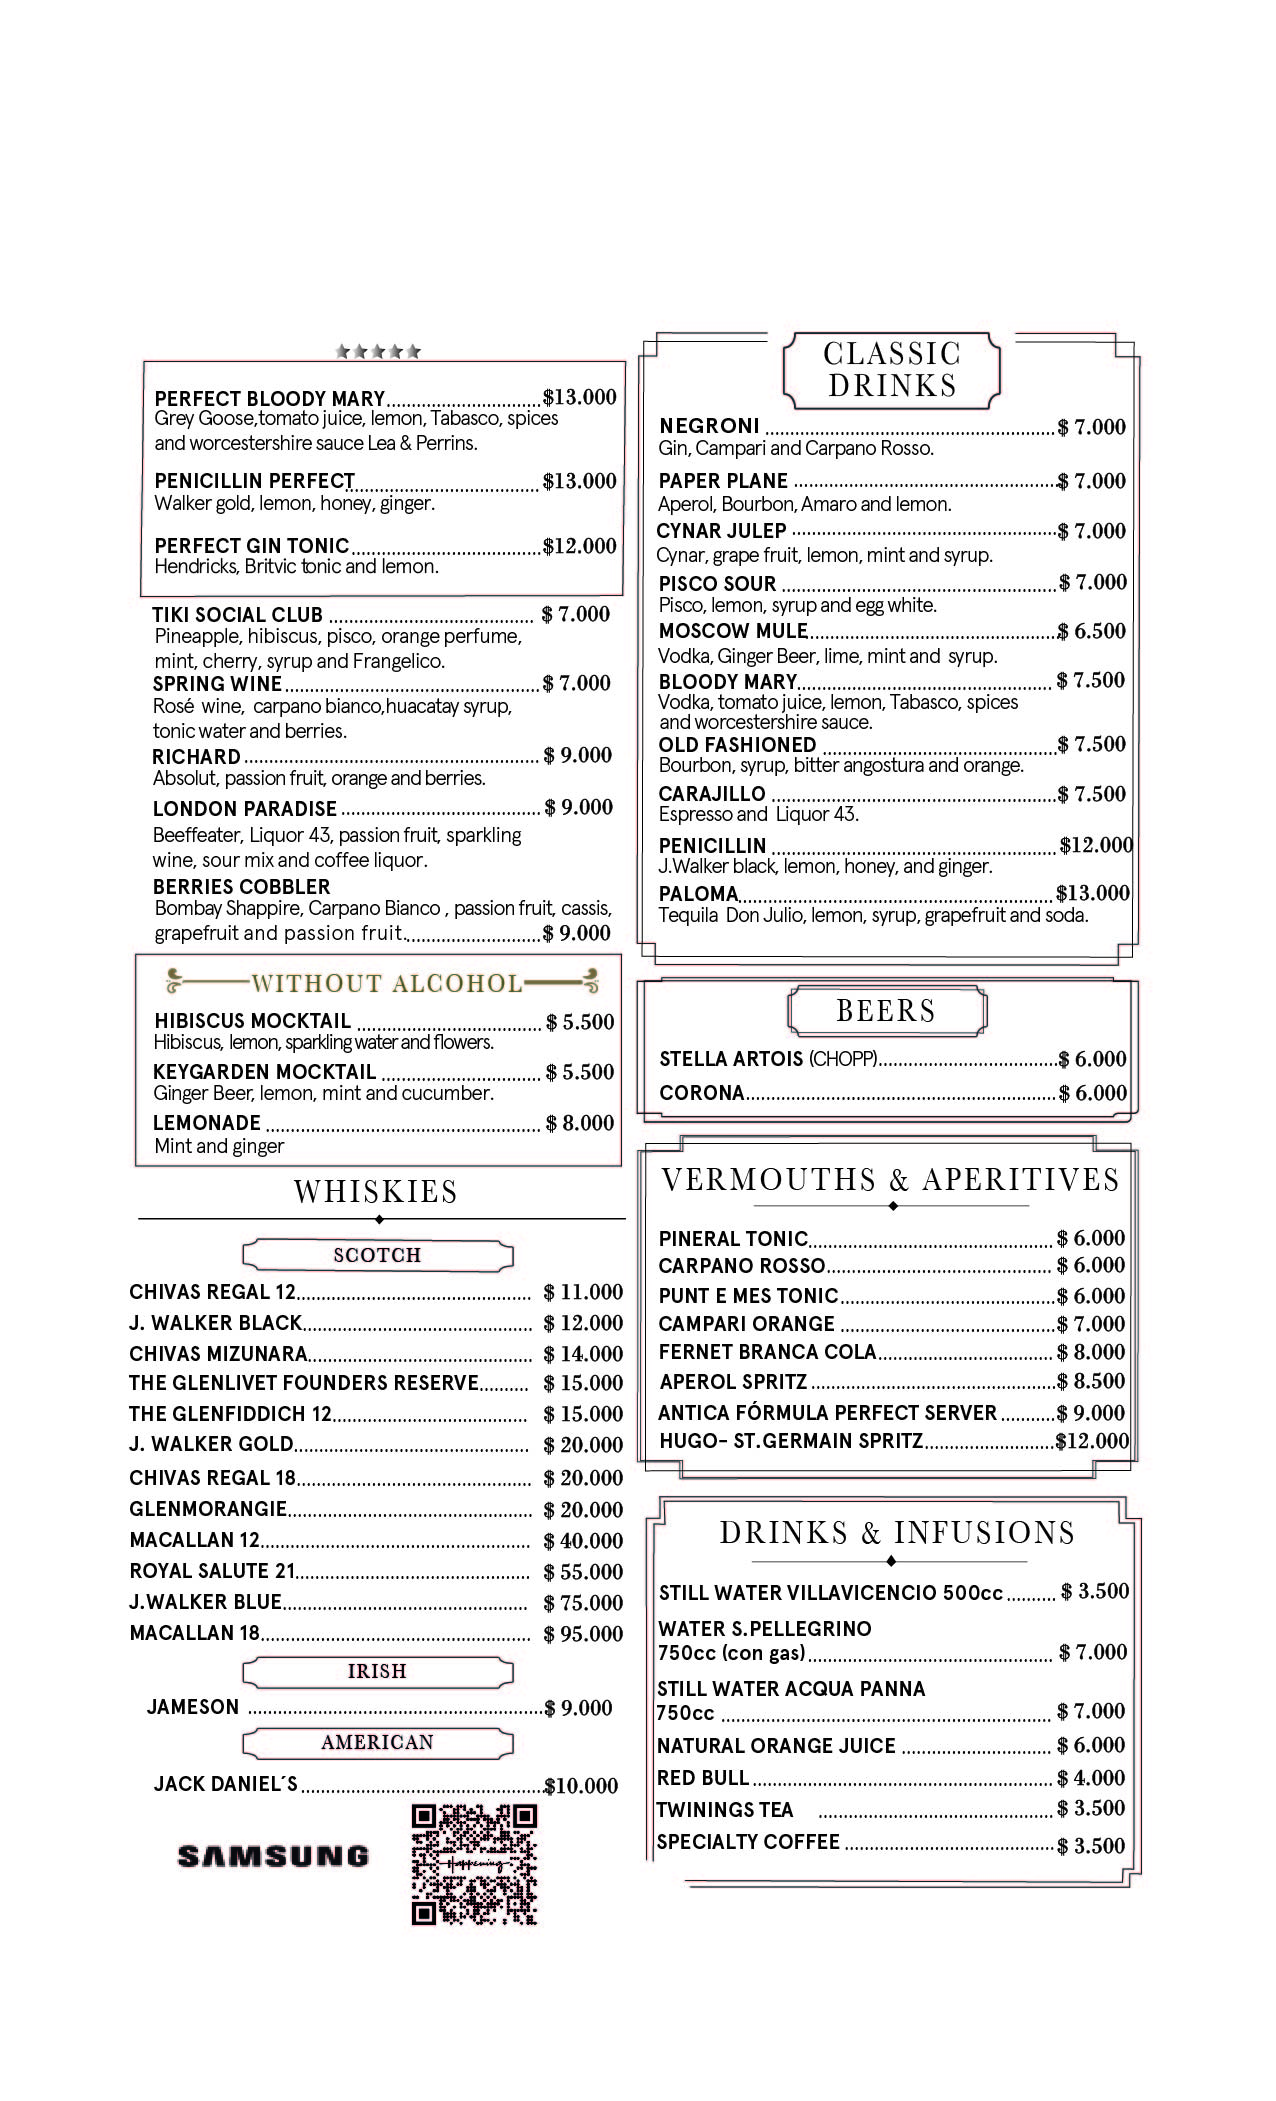 PERFECT BLOODY MARY........................................$13.000
Grey Goose,tomato juice, lemon, Tabasco, spices
and worcestershire sauce Lea & Perrins.
PENICILLIN PERFECT........................................$13.000
Walker gold, lemon, honey, ginger.
PERFECT GIN TONIC........................................$12.000
Hendricks, Britvic tonic and lemon.
TIKI SOCIAL CLUB ........................................ $ 7.000
Pineapple, hibiscus, pisco, orange perfume,
mint, cherry, syrup and Frangelico.
SPRING WINE........................................$ 7.000
Rosé wine, carpano bianco,huacatay syrup,
tonic water and berries.
RICHARD........................................$ 9.000
Absolut, passion fruit, orange and berries.
LONDON PARADISE ........................................$ 9.000
Beeffeater, Liquor 43, passion fruit, sparkling
wine, sour mix and coffee liquor.
BERRIES COBBLER
Bombay Shappire, Carpano Bianco , passion fruit, cassis,
grapefruit and passion fruit........................................$ 9.000
WITHOUT ALCOHOL
HIBISCUS MOCKTAIL ........................................ $ 5.500
Hibiscus, lemon, sparkling water and flowers.
KEYGARDEN MOCKTAIL ........................................ $ 5.500
Ginger Beer, lemon, mint and cucumber.
LEMONADE ........................................ $ 8.000
Mint and ginger
WHISKIES
SCOTCH
CHIVAS REGAL 12........................................ $ 11.000
J. WALKER BLACK........................................ $ 12.000
CHIVAS MIZUNARA........................................ $ 14.000
THE GLENLIVET FOUNDERS RESERVE.......... $ 15.000
THE GLENFIDDICH 12........................................ $ 15.000
J. WALKER GOLD........................................ $ 20.000
CHIVAS REGAL 18........................................ $ 20.000
GLENMORANGIE........................................ $ 20.000
MACALLAN 12........................................ $ 40.000
ROYAL SALUTE 21........................................ $ 55.000
J.WALKER BLUE........................................ $ 75.000
MACALLAN 18........................................ $ 95.000
IRISH
JAMESON ........................................$ 9.000
AMERICAN
JACK DANIEL´S........................................$10.000
SAMSUNG
Happening
CLASSIC
DRINKS
NEGRONI ........................................$ 7.000
Gin, Campari and Carpano Rosso.
PAPER PLANE ........................................$ 7.000
Aperol, Bourbon, Amaro and lemon.
CYNAR JULEP ........................................$ 7.000
Cynar, grape fruit, lemon, mint and syrup.
PISCO SOUR ........................................$ 7.000
Pisco, lemon, syrup and egg white.
MOSCOW MULE........................................$ 6.500
Vodka, Ginger Beer, lime, mint and syrup.
BLOODY MARY........................................ $ 7.500
Vodka, tomato juice, lemon, Tabasco, spices
and worcestershire sauce.
OLD FASHIONED ........................................$ 7.500
Bourbon, syrup, bitter angostura and orange.
CARAJILLO ........................................$ 7.500
Espresso and Liquor 43.
PENICILLIN ........................................ $12.000
J.Walker black, lemon, honey, and ginger.
PALOMA........................................ $13.000
Tequila Don Julio, lemon, syrup, grapefruit and soda.
BEERS
STELLA ARTOIS (CHOPP)........................................$ 6.000
CORONA........................................$ 6.000
VERMOUTHS & APERITIVES
PINERAL TONIC........................................ $ 6.000
CARPANO ROSSO........................................ $ 6.000
PUNT E MES TONIC........................................$ 6.000
CAMPARI ORANGE ........................................$ 7.000
FERNET BRANCA COLA........................................ $ 8.000
APEROL SPRITZ ........................................$ 8.500
ANTICA FÓRMULA PERFECT SERVER ..........$ 9.000
HUGO- ST.GERMAIN SPRITZ..........................$12.000
DRINKS & INFUSIONS
STILL WATER VILLAVICENCIO 500cc .......... $ 3.500
WATER S.PELLEGRINO
750cc (con gas)........................................ $ 7.000
STILL WATER ACQUA PANNA
750cc ........................................ $ 7.000
NATURAL ORANGE JUICE .............................. $ 6.000
RED BULL........................................ $ 4.000
TWININGS TEA ........................................ $ 3.500
SPECIALTY COFFEE ........................................$ 3.500